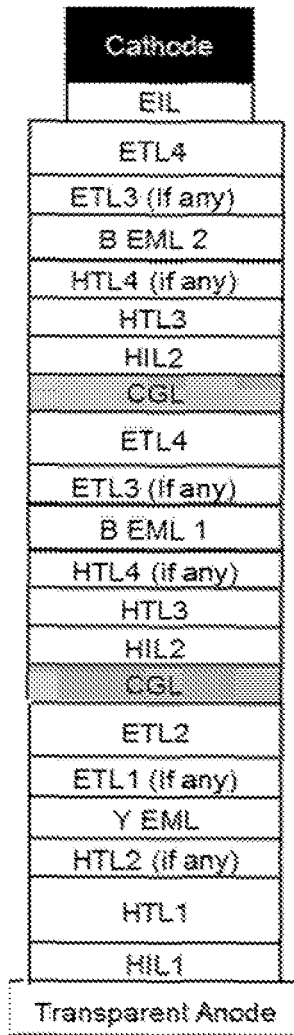 Cathode
EIL
ETL4
ETL3 (if any)
B EML 2
HTL4 (if any)
HTL3
HIL2
CGL
ETL4
ETL3 (if any)
B EML 1
HTL4 (if any)
HTL3
HIL2
CGL
ETL2
ETL1 (if any)
Y EML
HTL2 (if any)
HTL1
HIL1
Transparent Anode